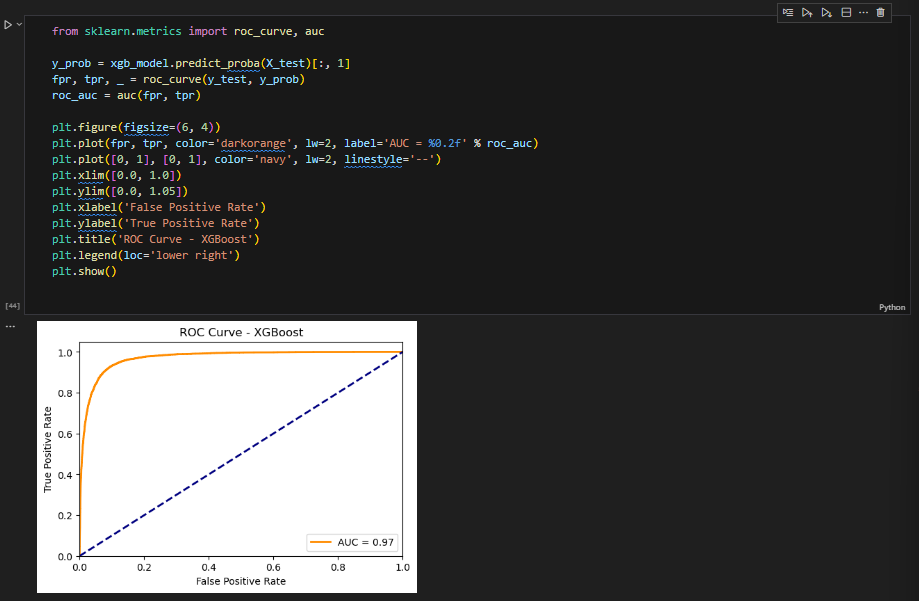 from sklearn.metrics import roc_curve, auc
y_prob = xgb_model.predict_proba(X_test)[:, 1]
fpr, tpr, _ = roc_curve(y_test, y_prob)
roc_auc = auc(fpr, tpr)
plt.figure(figsize=(6, 4))
plt.plot(fpr, tpr, color='darkorange', lw=2, label='AUC = %0.2f' % roc_auc)
plt.plot([0, 1], [0, 1], color='navy', lw=2, linestyle='--')
plt.xlim([0.0, 1.0])
plt.ylim([0.0, 1.05])
plt.xlabel('False Positive Rate')
plt.ylabel('True Positive Rate')
plt.title('ROC Curve - XGBoost')
plt.legend(loc='lower right')
plt.show()
[44]
Python
ROC Curve - XGBoost
True Positive Rate
1.0
0.8
0.6
0.4
0.2
0.0
AUC = 0.97
0.0 0.2 0.4 0.6 0.8 1.0
False Positive Rate